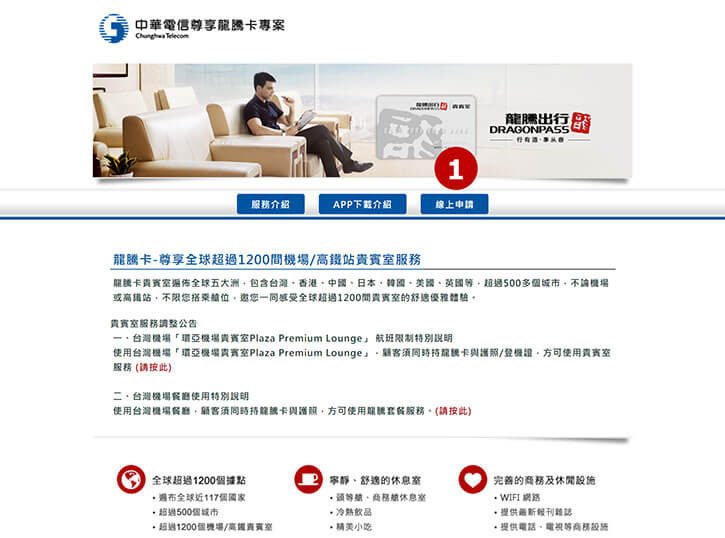 中華電信尊享龍騰卡專案
Chunghwa Telecom
龍騰出行 貴賓室
DRAGONPASS
龍騰出行
DRAGONPASS
行有道·事从容
1
服務介紹 APP下載介紹 線上申請
龍騰卡-尊享全球超過1200間機場/高鐵站貴賓室服務
龍騰卡貴賓室遍佈全球五大洲，包含台灣、香港、中國、日本、韓國、美國、英國等，超過500多個城市，不論機場
或高鐵站，不限您搭乘艙位，邀您一同感受全球超過1200間貴賓室的舒適優雅體驗。
貴賓室服務調整公告
一、台灣機場「環亞機場貴賓室Plaza Premium Lounge」 航班限制特別說明
使用台灣機場「環亞機場貴賓室Plaza Premium Lounge」，顧客須同時持龍騰卡與護照/登機證，方可使用貴賓室
服務 (請按此)
二、台灣機場餐廳使用特別說明
使用台灣機場餐廳，顧客須同時持龍騰卡與護照，方可使用龍騰套餐服務。(請按此)
全球超過1200個據點
• 遍布全球近117個國家
• 超過500個城市
• 超過1200個機場/高鐵貴賓室
寧靜、舒適的休息室
• 頭等艙、商務艙休息室
• 冷熱飲品
• 精美小吃
完善的商務及休閒設施
• WIFI 網路
• 提供最新報刊雜誌
• 提供電話、電視等商務設施